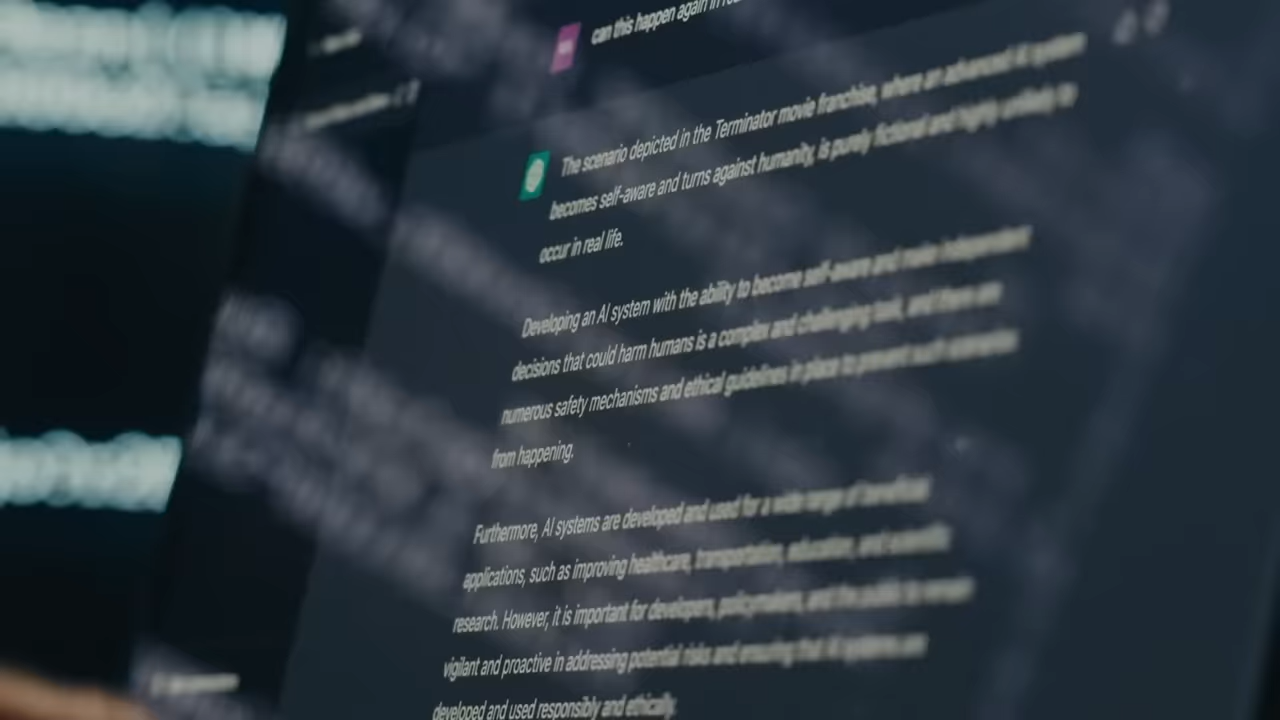 can this happen again in
The scenario depicted in the Terminator movie franchise, where an advanced AI system
becomes self-aware and turns against humanity, is purely fictional and highly unlikely to
occur in real life.
Developing an AI system with the ability to become self-aware and make independent
decisions that could harm humans is a complex and challenging task, and there are
numerous safety mechanisms and ethical guidelines in place to prevent such scenarios
from happening.
Furthermore, AI systems are developed and used for a wide range of beneficial
applications, such as improving healthcare, transportation, education, and scientific
research. However, it is important for developers, policymakers, and the public to remain
vigilant and proactive in addressing potential risks and ensuring that AI systems are
developed and used responsibly and ethically.